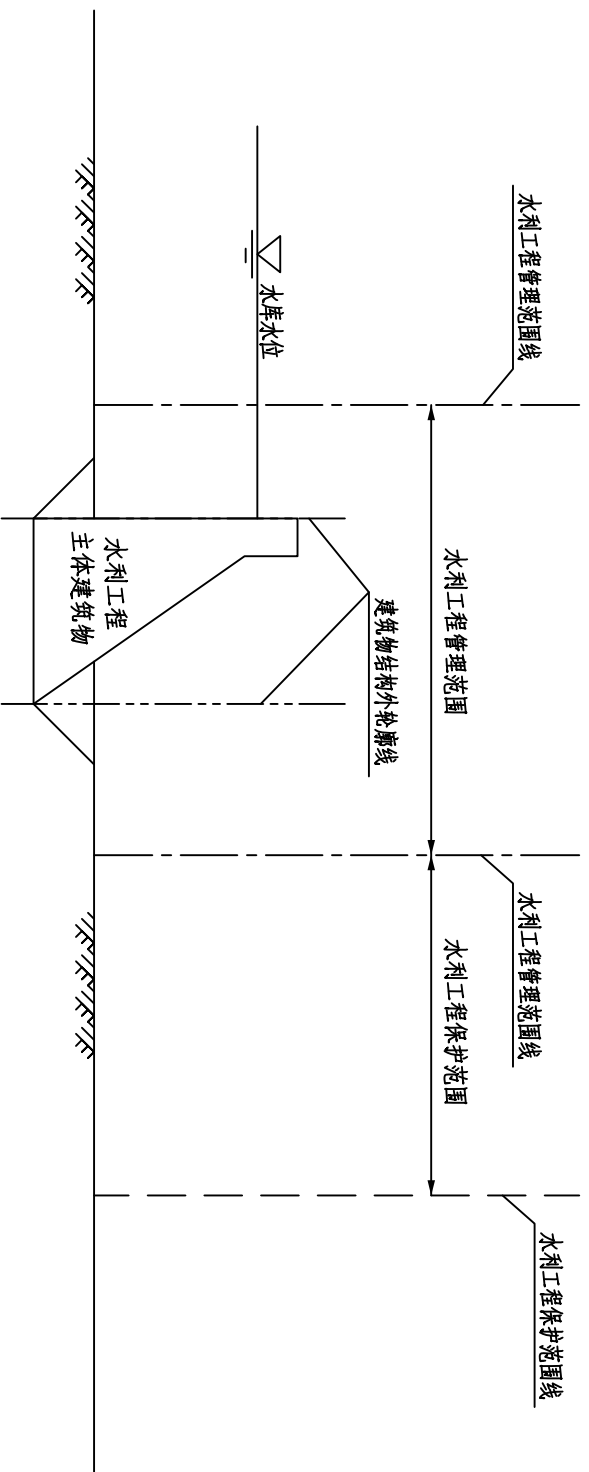 水利工程管理范围线
水利工程管理范围线
水利工程保护范围线
水利工程管理范围
水利工程保护范围
建筑物结构外轮廓线
水库水位
水利工程
主体建筑物